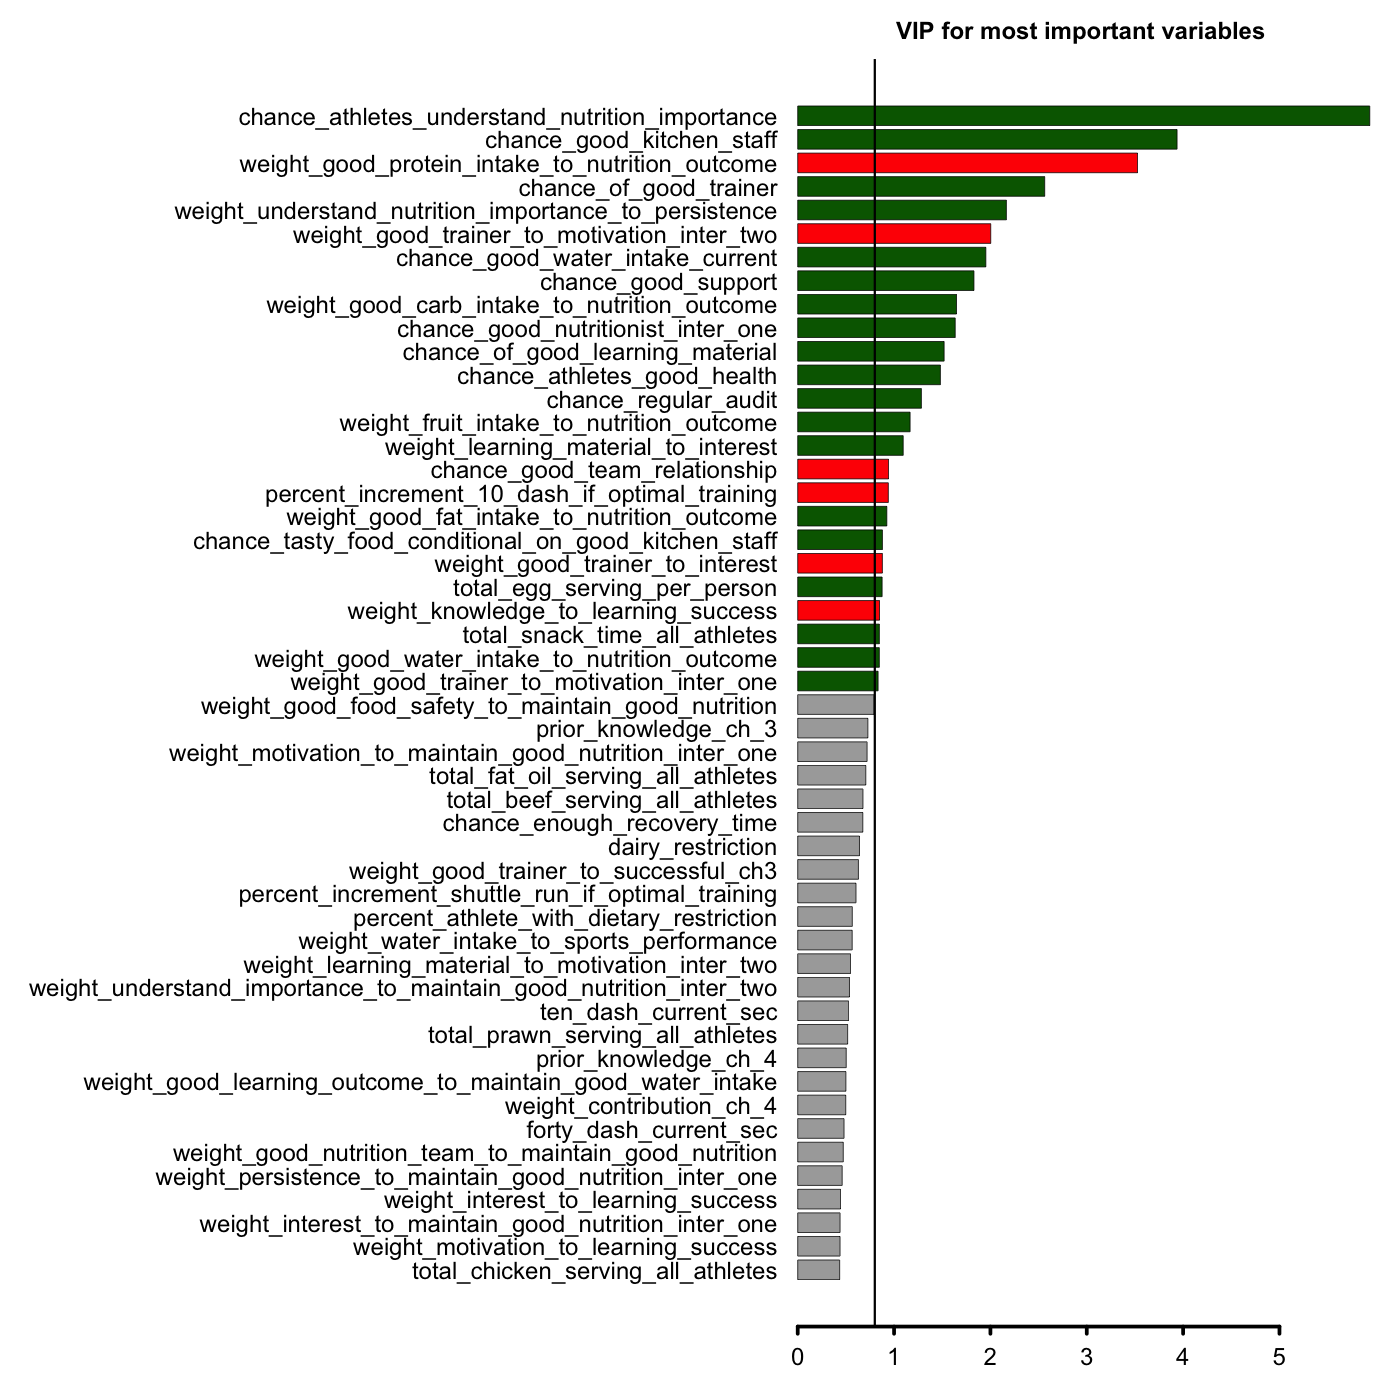 VIP for most important variables
chance_athletes_understand_nutrition_importance
chance_good_kitchen_staff
weight_good_protein_intake_to_nutrition_outcome
chance_of_good_trainer
weight_understand_nutrition_importance_to_persistence
weight_good_trainer_to_motivation_inter_two
chance_good_water_intake_current
chance_good_support
weight_good_carb_intake_to_nutrition_outcome
chance_good_nutritionist_inter_one
chance_of_good_learning_material
chance_athletes_good_health
chance_regular_audit
weight_fruit_intake_to_nutrition_outcome
weight_learning_material_to_interest
chance_good_team_relationship
percent_increment_10_dash_if_optimal_training
weight_good_fat_intake_to_nutrition_outcome
chance_tasty_food_conditional_on_good_kitchen_staff
weight_good_trainer_to_interest
total_egg_serving_per_person
weight_knowledge_to_learning_success
total_snack_time_all_athletes
weight_good_water_intake_to_nutrition_outcome
weight_good_trainer_to_motivation_inter_one
weight_good_food_safety_to_maintain_good_nutrition
prior_knowledge_ch_3
weight_motivation_to_maintain_good_nutrition_inter_one
total_fat_oil_serving_all_athletes
total_beef_serving_all_athletes
chance_enough_recovery_time
dairy_restriction
weight_good_trainer_to_successful_ch3
percent_increment_shuttle_run_if_optimal_training
percent_athlete_with_dietary_restriction
weight_water_intake_to_sports_performance
weight_learning_material_to_motivation_inter_two
weight_understand_importance_to_maintain_good_nutrition_inter_two
ten_dash_current_sec
total_prawn_serving_all_athletes
prior_knowledge_ch_4
weight_good_learning_outcome_to_maintain_good_water_intake
weight_contribution_ch_4
forty_dash_current_sec
weight_good_nutrition_team_to_maintain_good_nutrition
weight_persistence_to_maintain_good_nutrition_inter_one
weight_interest_to_learning_success
weight_interest_to_maintain_good_nutrition_inter_one
weight_motivation_to_learning_success
total_chicken_serving_all_athletes
0 1 2 3 4 5